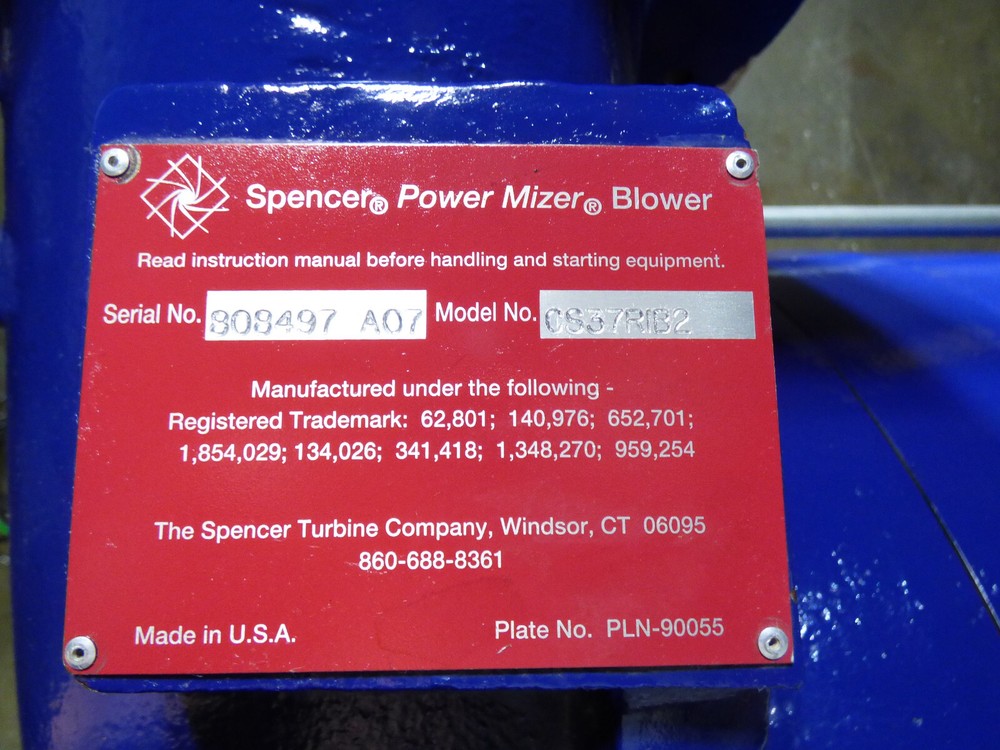 Spencer® Power Mizer® Blower
Read instruction manual before handling and starting equipment.
Serial No. 808497 A07 Model No. CS37RIB2
Manufactured under the following -
Registered Trademark: 62,801; 140,976; 652,701;
1,854,029; 134,026; 341,418; 1,348,270; 959,254
The Spencer Turbine Company, Windsor, CT 06095
860-688-8361
Made in U.S.A. Plate No. PLN-90055